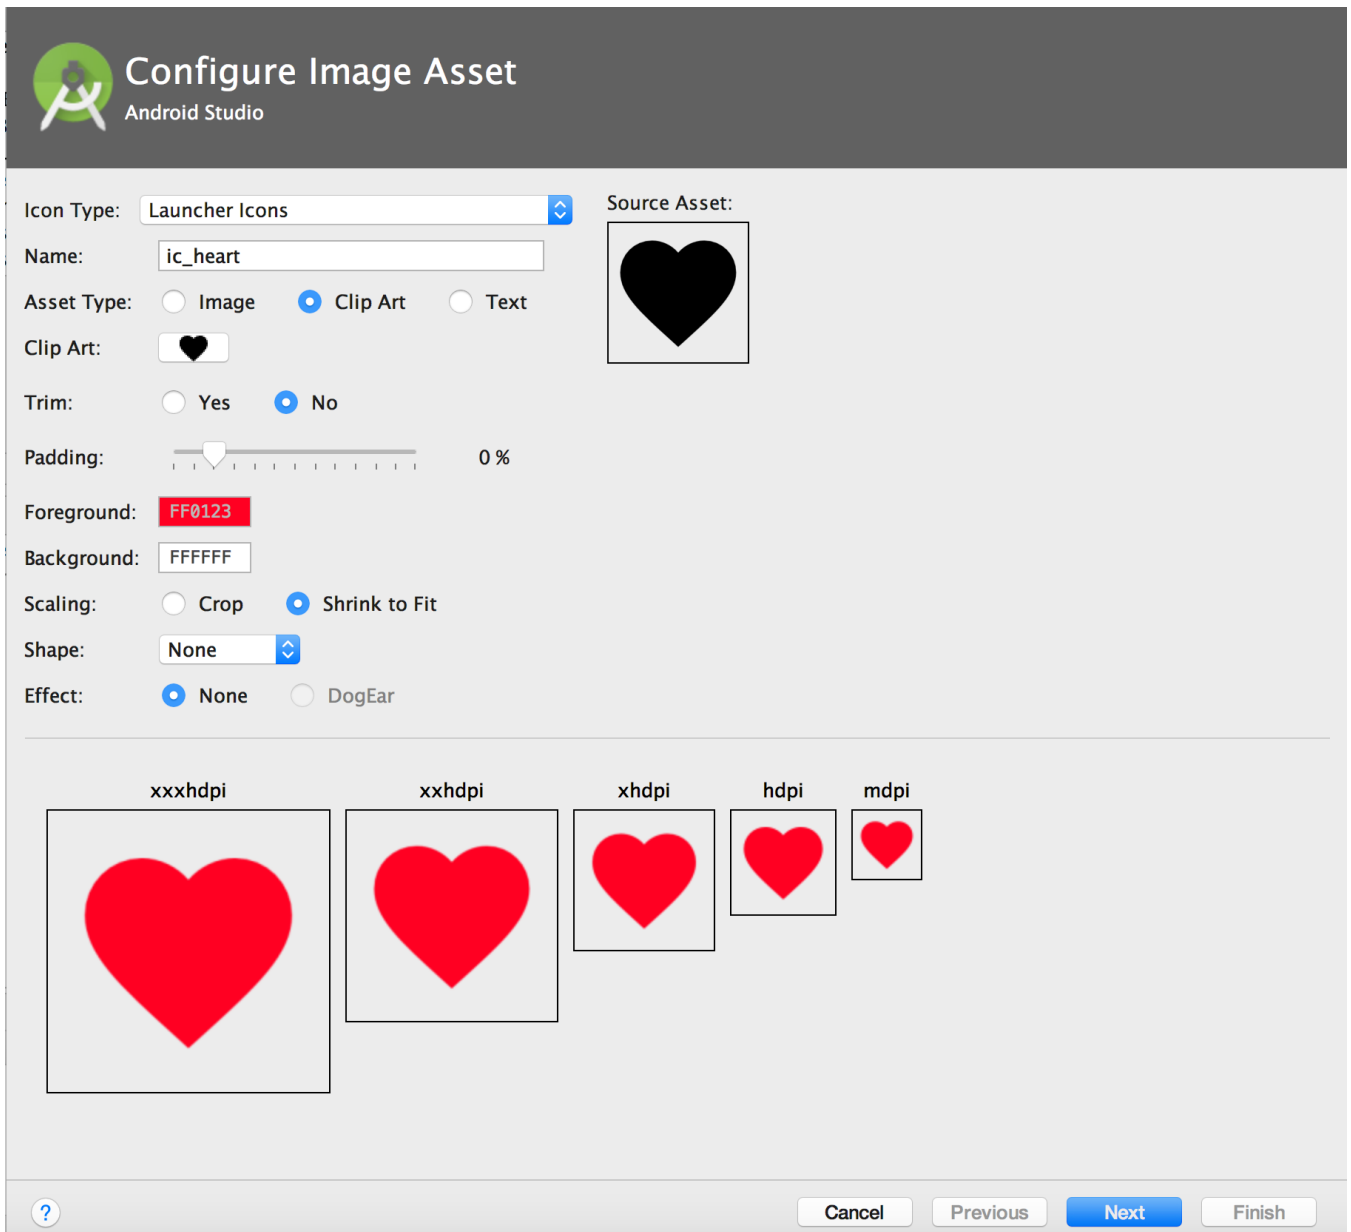 Configure Image Asset
Android Studio
Icon Type: Launcher Icons
Source Asset:
Name: ic_heart
Asset Type: Image Clip Art Text
Clip Art:
Trim: Yes No
Padding: 0 %
Foreground: FF0123
Background: FFFFFF
Scaling: Crop Shrink to Fit
Shape: None
Effect: None DogEar
xxxhdpi xxhdpi xhdpi hdpi mdpi
? Cancel Previous Next Finish